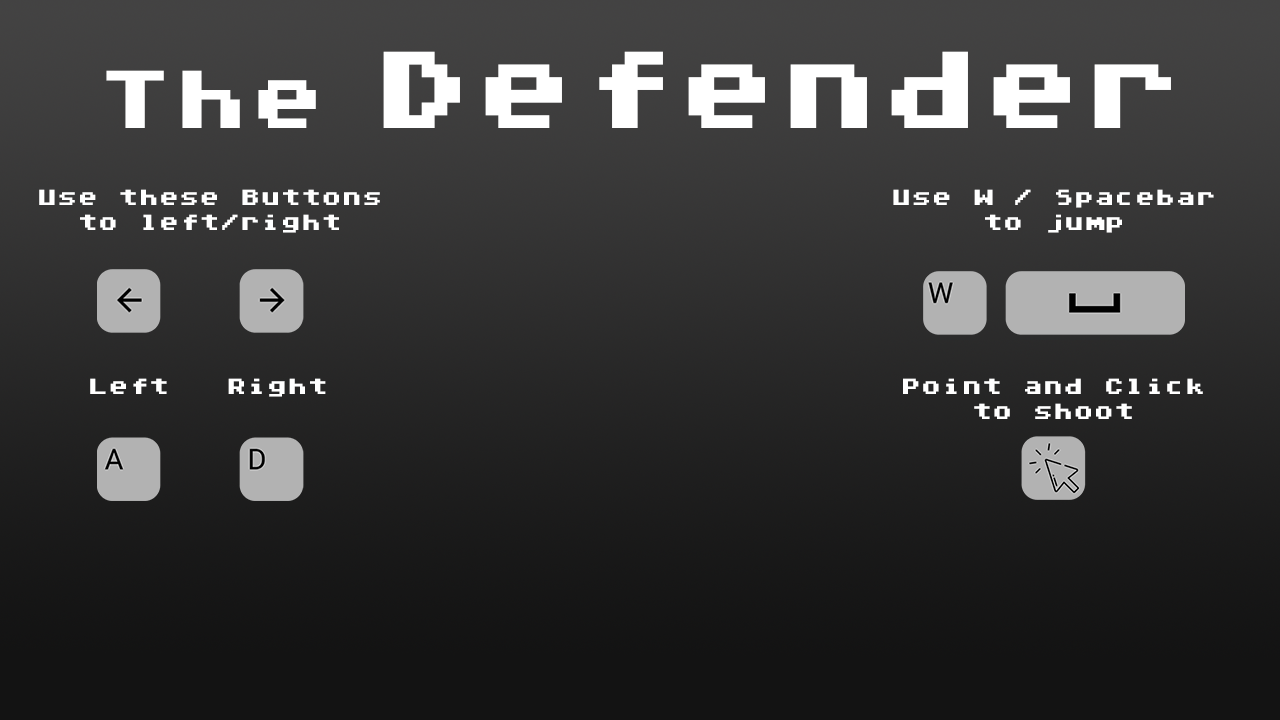 The Defender
Use these Buttons
to left/right
Left Right
A D
Use W / Spacebar
to jump
W
Point and Click
to shoot